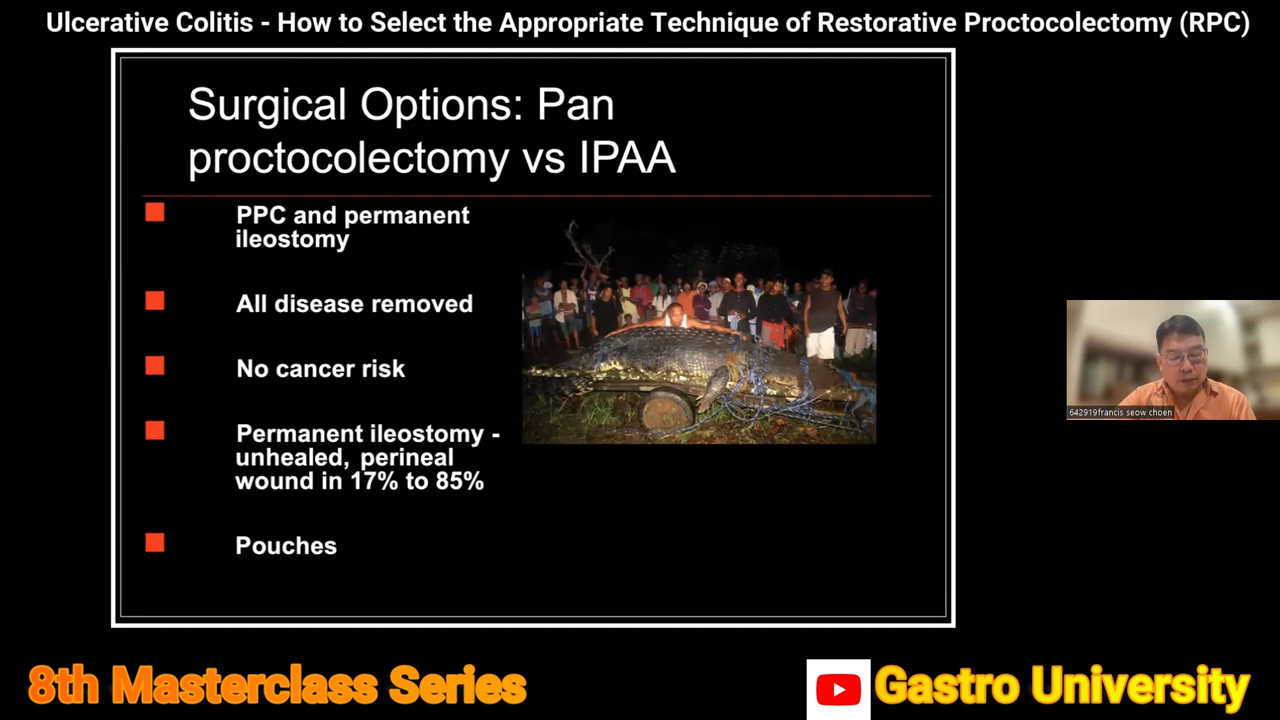 Ulcerative Colitis - How to Select the Appropriate Technique of Restorative Proctocolectomy (RPC)
Surgical Options: Pan
proctocolectomy vs IPAA
PPC and permanent
ileostomy
All disease removed
No cancer risk
Permanent ileostomy -
unhealed, perineal
wound in 17% to 85%
Pouches
642919francis seow choen
8th Masterclass Series
Gastro University